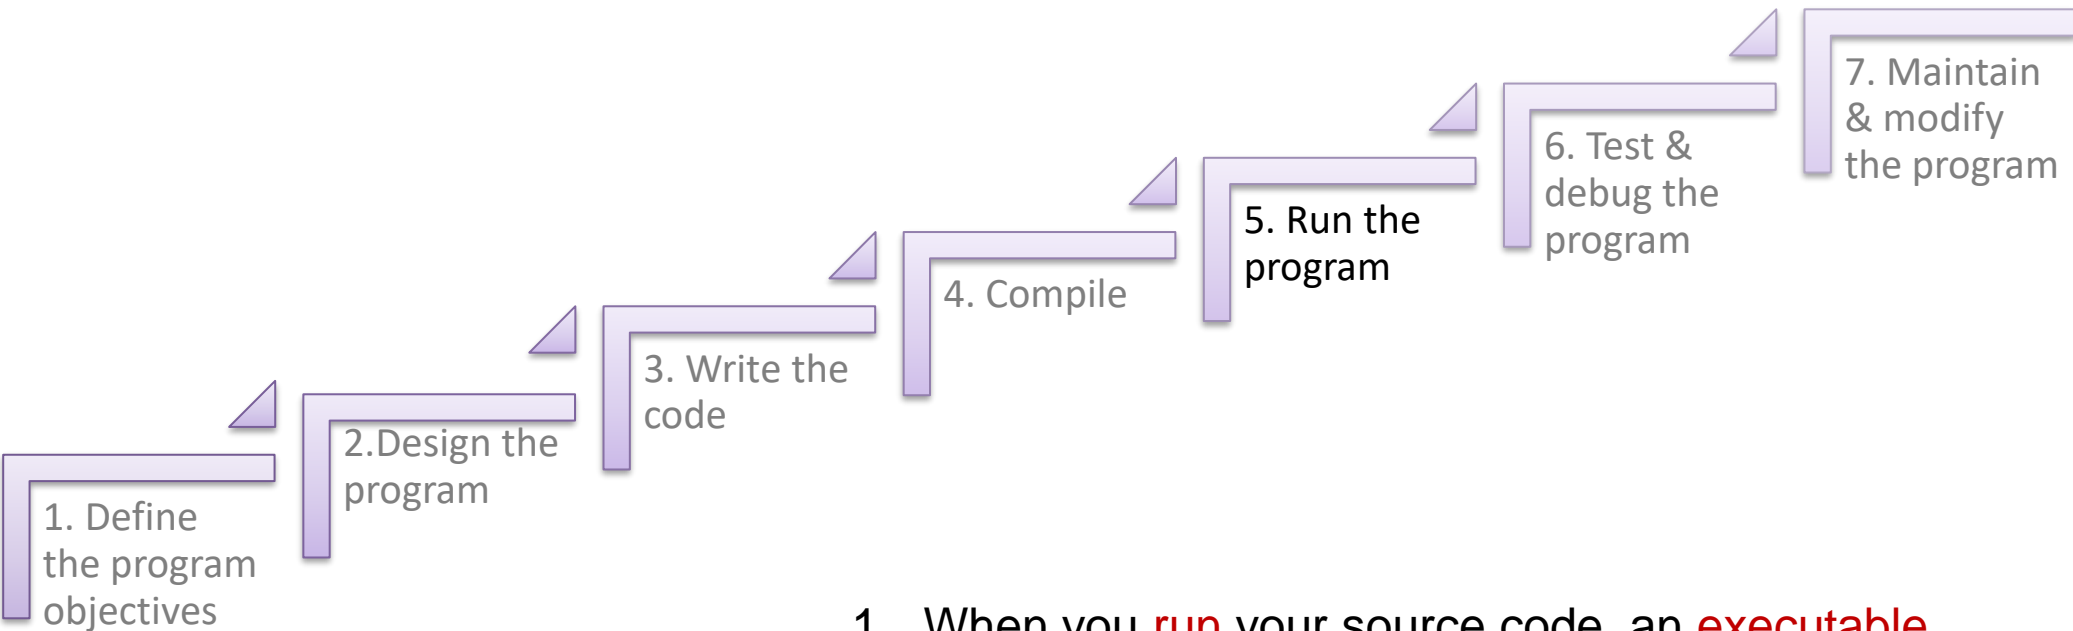 1. Define
the program
objectives
2.Design the
program
3. Write the
code
4. Compile
5. Run the
program
6. Test &
debug the
program
7. Maintain
& modify
the program
1. When you run your source code, an executable